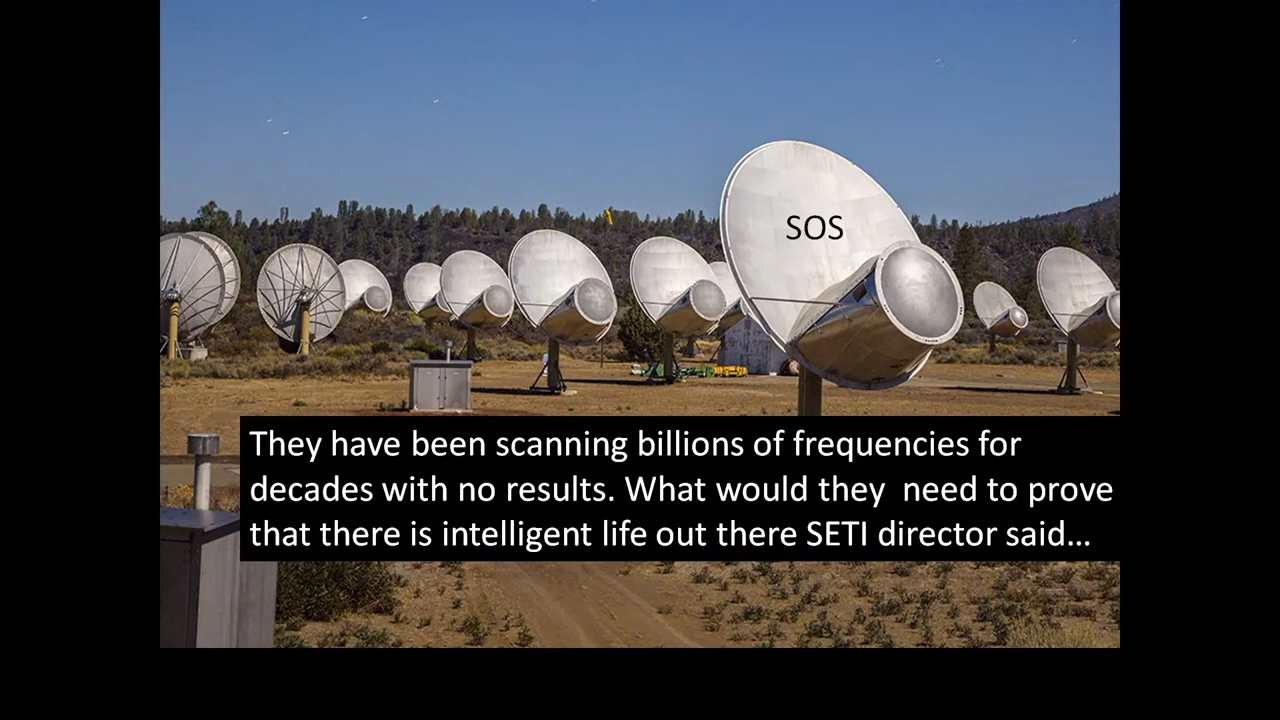 SOS
They have been scanning billions of frequencies for
decades with no results. What would they  need to prove
that there is intelligent life out there SETI director said…